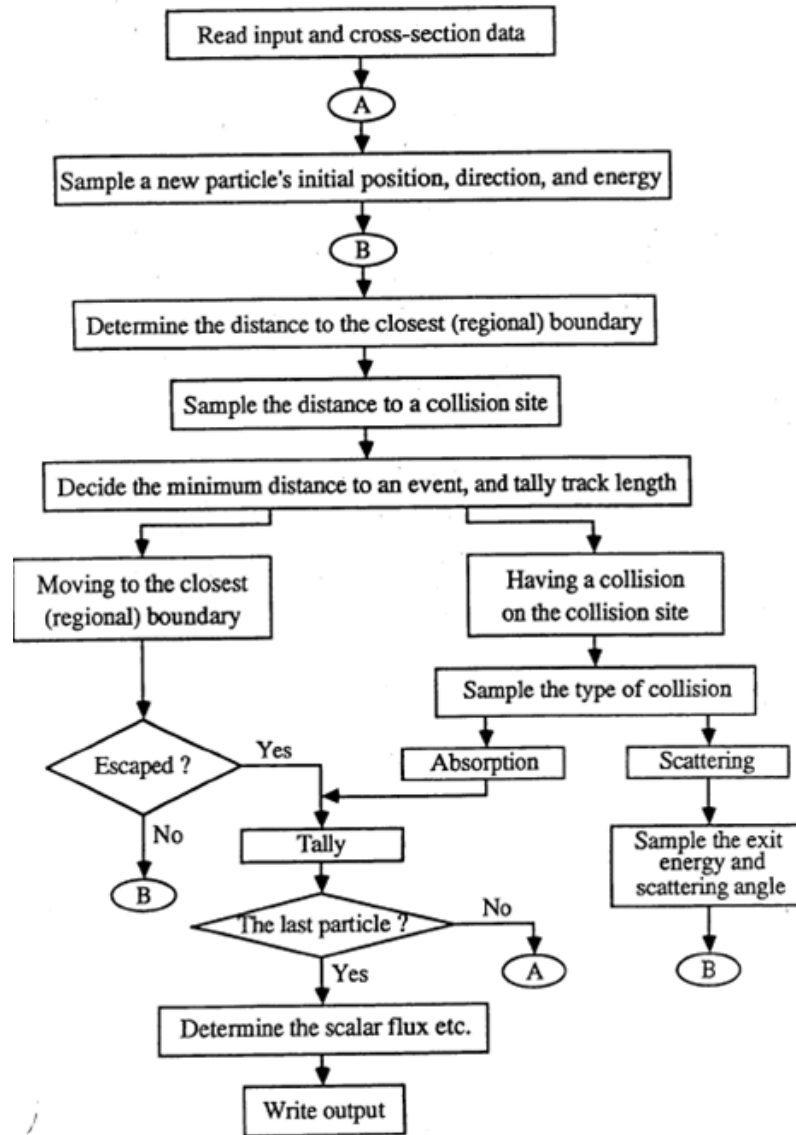 Read input and cross-section data
A
Sample a new particle's initial position, direction, and energy
B
Determine the distance to the closest (regional) boundary
Sample the distance to a collision site
Decide the minimum distance to an event, and tally track length
Moving to the closest
(regional) boundary
Having a collision
on the collision site
Sample the type of collision
Escaped ?
Yes
Absorption
Scattering
No
Tally
Sample the exit
energy and
scattering angle
B
The last particle ?
No
A
B
Yes
Determine the scalar flux etc.
Write output